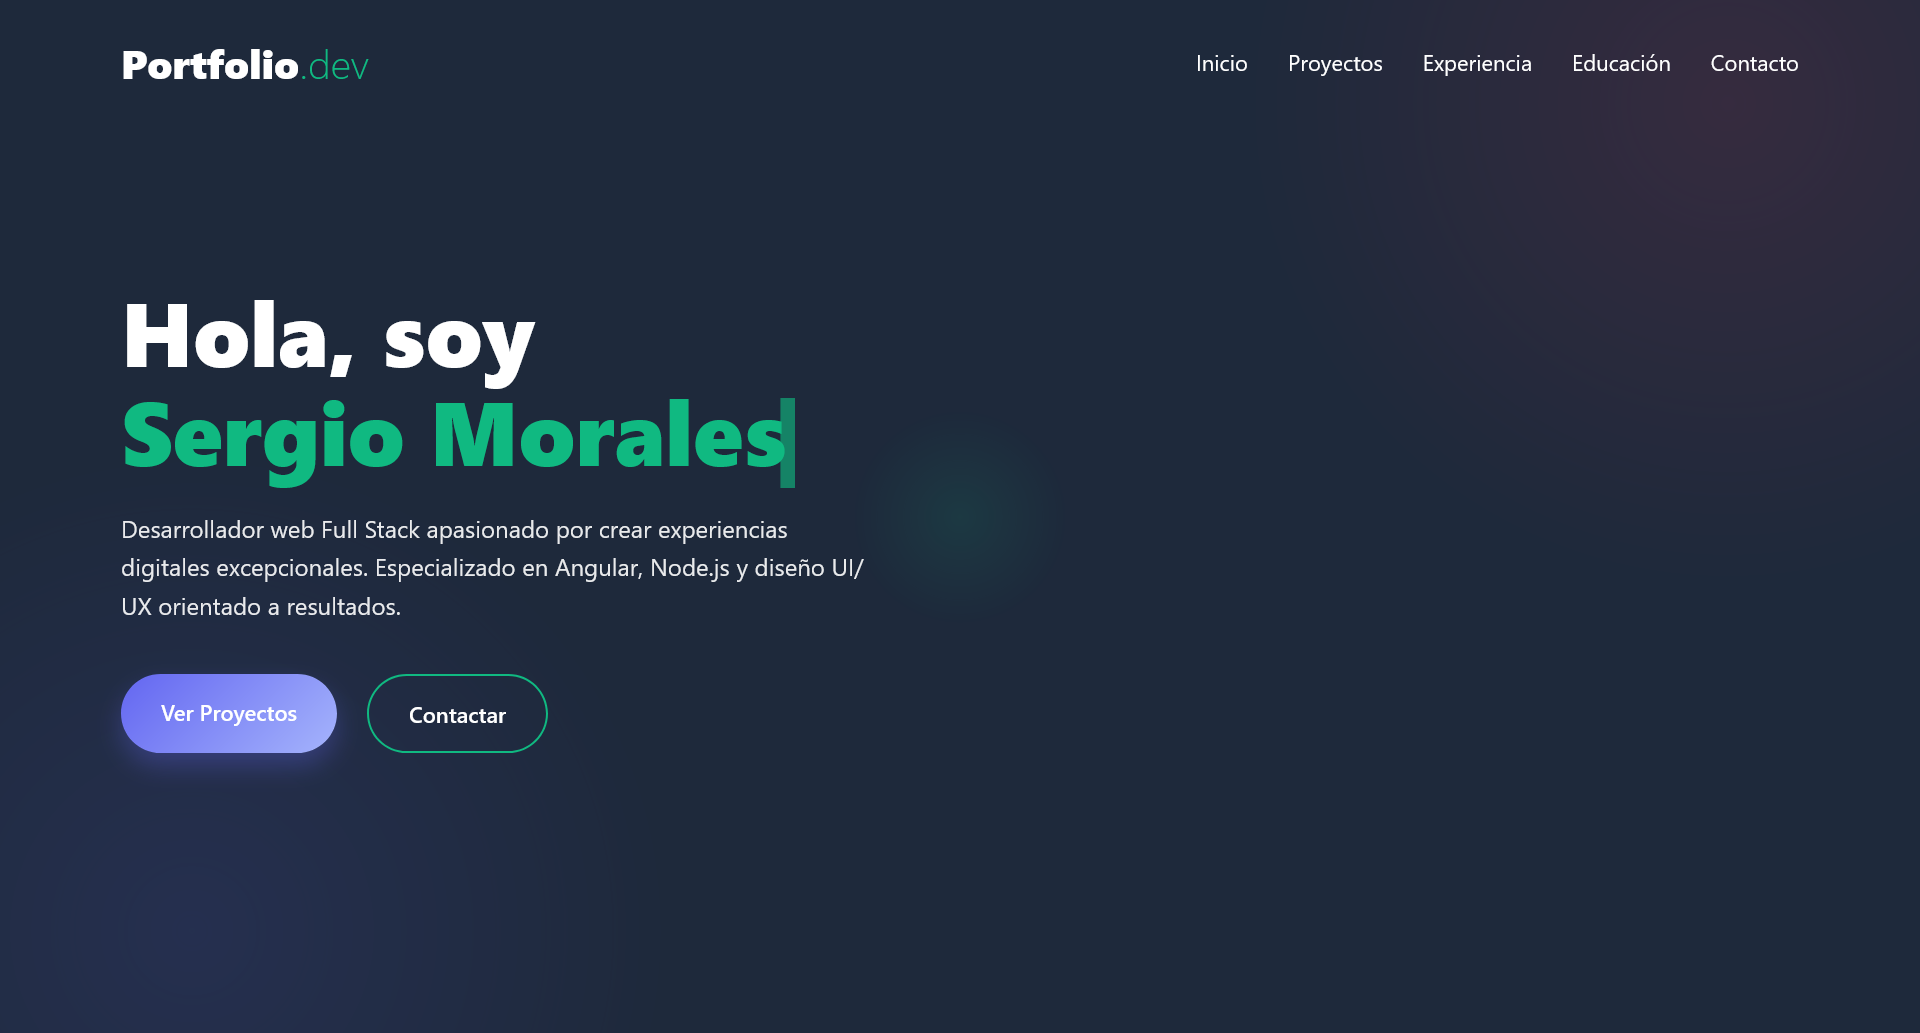 Portfolio.dev
Inicio Proyectos Experiencia Educación Contacto
Hola, soy
Sergio Morales
Desarrollador web Full Stack apasionado por crear experiencias
digitales excepcionales. Especializado en Angular, Node.js y diseño UI/
UX orientado a resultados.
Ver Proyectos
Contactar